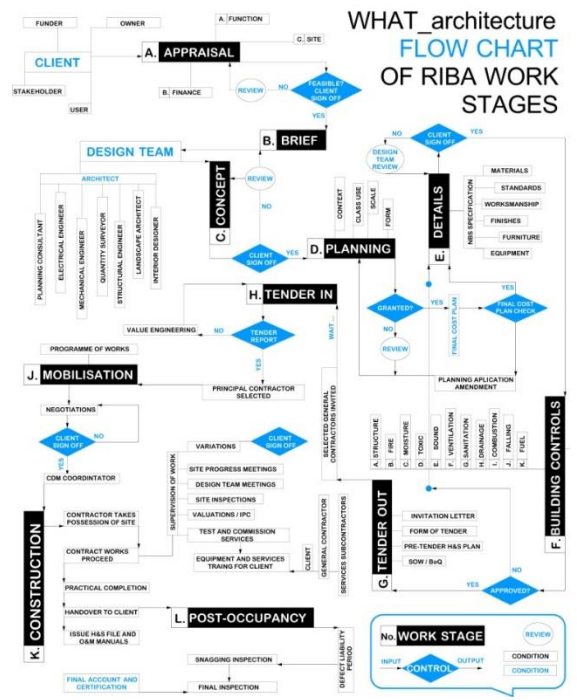 WHAT_architecture
FLOW CHART
OF RIBA WORK
STAGES
FUNDER
OWNER
CLIENT
STAKEHOLDER
USER
A. FUNCTION
C. SITE
A. APPRAISAL
B. FINANCE
REVIEW
NO
FEASIBLE?
CLIENT
SIGN OFF
YES
B. BRIEF
DESIGN TEAM
ARCHITECT
PLANNING CONSULTANT
ELECTRICAL ENGINEER
MECHANICAL ENGINEER
QUANTITY SURVEYOR
STRUCTURAL ENGINEER
LANDSCAPE ARCHITECT
INTERIOR DESIGNER
C. CONCEPT
REVIEW
NO
CLIENT
SIGN OFF
YES
CONTEXT
CLASS USE
SCALE
FORM
D. PLANNING
NO
CLIENT
SIGN OFF
YES
DESIGN
TEAM
REVIEW
E. DETAILS
NBS SPECIFICATION
MATERIALS
STANDARDS
WORKSMANSHIP
FINISHES
FURNITURE
EQUIPMENT
GRANTED?
YES
NO
REVIEW
FINAL COST PLAN
YES
FINAL COST
PLAN CHECK
PLANNING APLICATION
AMENDMENT
H. TENDER IN
VALUE ENGINEERING
NO
TENDER
REPORT
YES
WAIT ...
PRINCIPAL CONTRACTOR
SELECTED
SELECTED GENERAL
CONTRACTORS INVITED
PROGRAMME OF WORKS
J. MOBILISATION
NEGOTIATIONS
CLIENT
SIGN OFF
NO
YES
CDM COORDINTATOR
A. STRUCTURE
B. FIRE
C. MOISTURE
D. TOXIC
E. SOUND
F. VENTILATION
G. SANITATION
H. DRAINAGE
I. COMBUSTION
J. FALLING
K. FUEL
F. BUILDING CONTROLS
G. TENDER OUT
INVITATION LETTER
FORM OF TENDER
PRE-TENDER H&S PLAN
SOW / BoQ
NO
YES
APPROVED?
K. CONSTRUCTION
CONTRACTOR TAKES
POSSESSION OF SITE
CONTRACT WORKS
PROCEED
PRACTICAL COMPLETION
HANDOVER TO CLIENT
ISSUE H&S FILE AND
O&M MANUALS
SUPERVISION OF WORK
VARIATIONS
CLIENT
SIGN OFF
SITE PROGRESS MEETINGS
DESIGN TEAM MEETINGS
SITE INSPECTIONS
VALUATIONS / IPC
TEST AND COMMISSION
SERVICES
EQUIPMENT AND SERVICES
TRAING FOR CLIENT
CLIENT
GENERAL CONTRACTOR
SERVICES SUBCONTRACTORS
L. POST-OCCUPANCY
DEFECT LIABILITY
PERIOD
SNAGGING INSPECTION
FINAL INSPECTION
FINAL ACCOUNT AND
CERTIFICATION
No. WORK STAGE
REVIEW
INPUT
CONTROL
OUTPUT
CONDITION
CONDITION